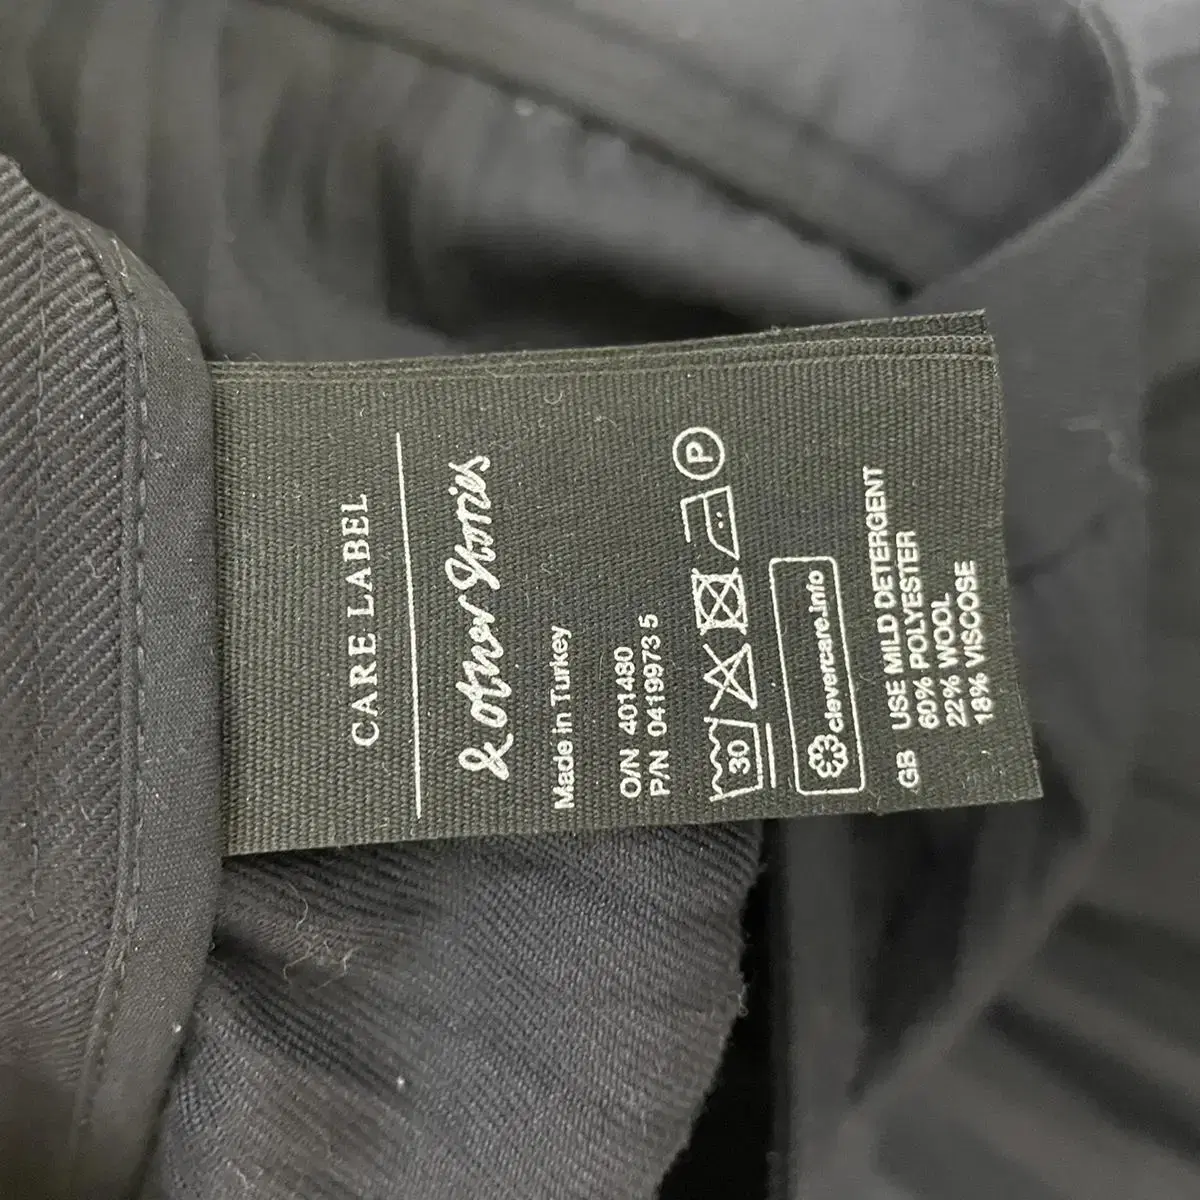 CARE LABEL
& other Stories
Made in Turkey
O/N 401480
P/N 0419973 5
30
P
clevercare.info
GB USE MILD DETERGENT
60% POLYESTER
22% WOOL
18% VISCOSE